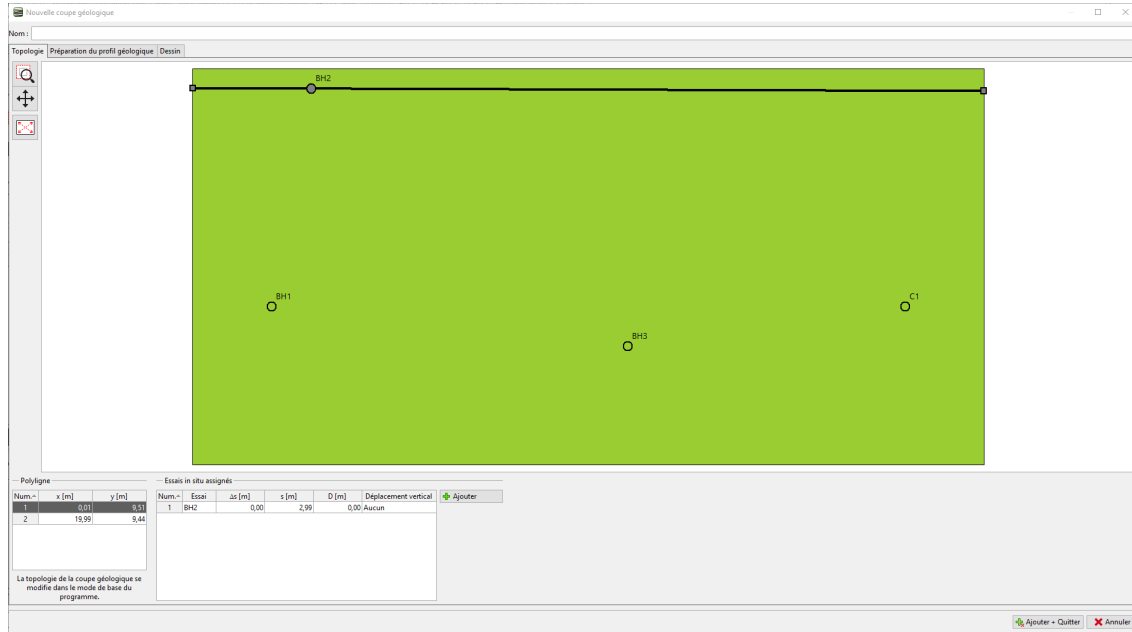 Nouvelle coupe géologique
Nom :
Topologie Préparation du profil géologique Dessin
BH2
BH1
C1
BH3
Polyligne
Num. x [m] y [m]
1 0,01 9,51
2 19,99 9,44
La topologie de la coupe géologique se
modifie dans le mode de base du
programme.
Essais in situ assignés
Num. Essai Δs [m] s [m] D [m] Déplacement vertical
1 BH2 0,00 2,99 0,00 Aucun
Ajouter
Ajouter + Quitter Annuler